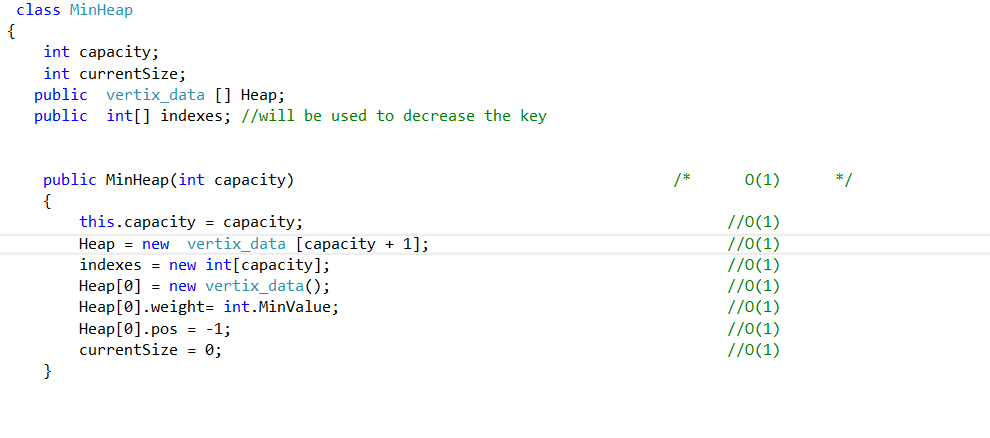 class MinHeap
{
int capacity;
int currentSize;
public  vertix_data [] Heap;
public  int[] indexes; //will be used to decrease the key
public MinHeap(int capacity)                                          /*      O(1)      */
{
this.capacity = capacity;                                               //O(1)
Heap = new  vertix_data [capacity + 1];                                 //O(1)
indexes = new int[capacity];                                            //O(1)
Heap[0] = new vertix_data();                                            //O(1)
Heap[0].weight= int.MinValue;                                           //O(1)
Heap[0].pos = -1;                                                       //O(1)
currentSize = 0;                                                        //O(1)
}